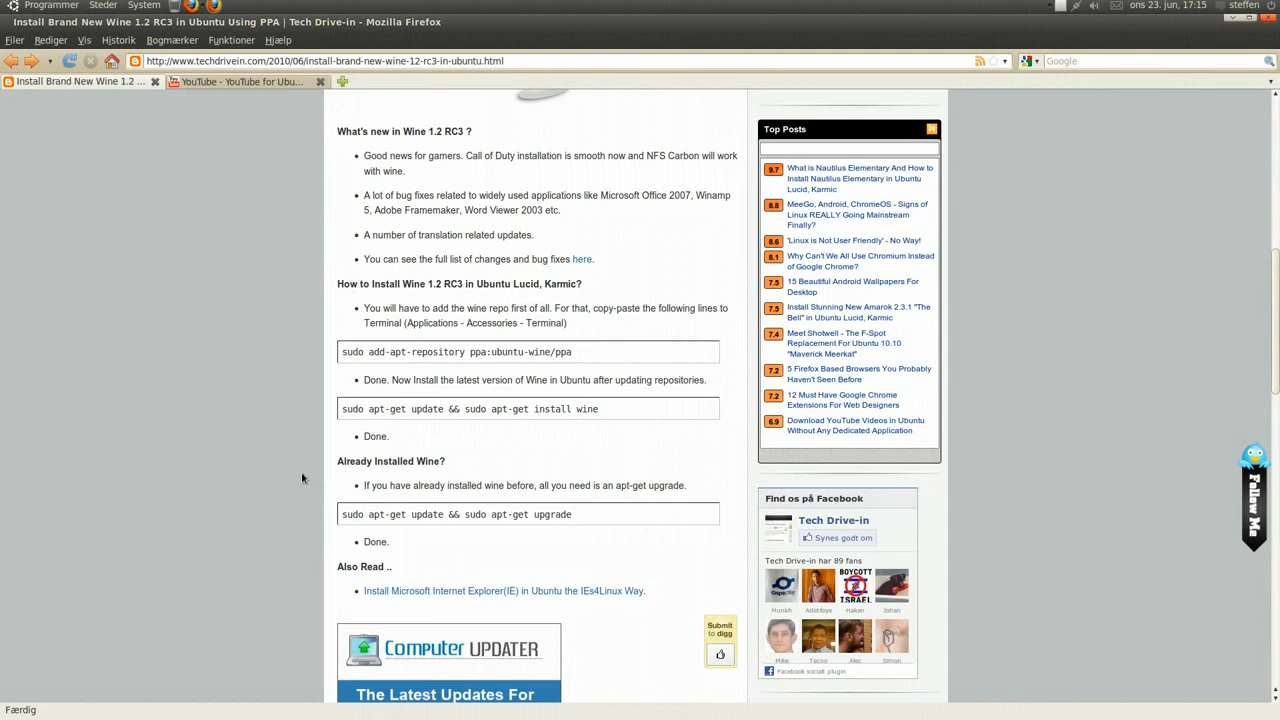 Programmer Steder System ons 23. jun, 17:15 steffen
Install Brand New Wine 1.2 RC3 in Ubuntu Using PPA | Tech Drive-in - Mozilla Firefox
Filer Rediger Vis Historik Bogmærker Funktioner Hjælp
http://www.techdrivein.com/2010/06/install-brand-new-wine-12-rc3-in-ubuntu.html
Google
Install Brand New Wine 1.2 ...
YouTube - YouTube for Ubu...
What's new in Wine 1.2 RC3 ?
Good news for gamers. Call of Duty installation is smooth now and NFS Carbon will work
with wine.
A lot of bug fixes related to widely used applications like Microsoft Office 2007, Winamp
5, Adobe Framemaker, Word Viewer 2003 etc.
A number of translation related updates.
You can see the full list of changes and bug fixes here.
How to Install Wine 1.2 RC3 in Ubuntu Lucid, Karmic?
You will have to add the wine repo first of all. For that, copy-paste the following lines to
Terminal (Applications - Accessories - Terminal)
sudo add-apt-repository ppa:ubuntu-wine/ppa
Done. Now Install the latest version of Wine in Ubuntu after updating repositories.
sudo apt-get update && sudo apt-get install wine
Done.
Already Installed Wine?
If you have already installed wine before, all you need is an apt-get upgrade.
sudo apt-get update && sudo apt-get upgrade
Done.
Also Read ..
Install Microsoft Internet Explorer(IE) in Ubuntu the IEs4Linux Way.
Submit
to digg
Computer UPDATER
The Latest Updates For
Top Posts
9.7 What is Nautilus Elementary And How to
Install Nautilus Elementary in Ubuntu
Lucid, Karmic
8.8 MeeGo, Android, ChromeOS - Signs of
Linux REALLY Going Mainstream
Finally?
8.6 'Linux is Not User Friendly' - No Way!
8.1 Why Can't We All Use Chromium Instead
of Google Chrome?
7.5 15 Beautiful Android Wallpapers For
Desktop
7.5 Install Stunning New Amarok 2.3.1 "The
Bell" in Ubuntu Lucid, Karmic
7.4 Meet Shotwell - The F-Spot
Replacement For Ubuntu 10.10
"Maverick Meerkat"
7.2 5 Firefox Based Browsers You Probably
Haven't Seen Before
7.2 12 Must Have Google Chrome
Extensions For Web Designers
6.9 Download YouTube Videos in Ubuntu
Without Any Dedicated Application
Find os på Facebook
Tech Drive-in
Synes godt om
Tech Drive-in har 89 fans
BOYCOTT
ISRAEL
Munkh Adetiloye Hakan Johan
Mike Tecno Alec Simon
Facebook socialt plugin
Follow Me
Færdig